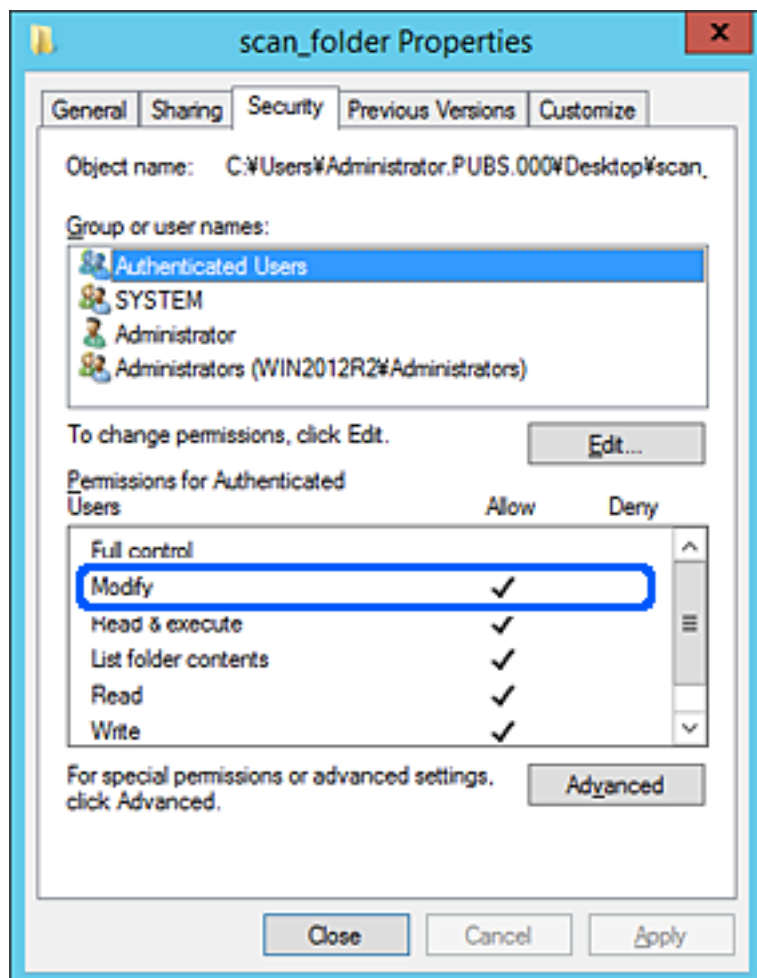 scan_folder Properties
x
General Sharing Security Previous Versions Customize
Object name: C:¥Users¥Administrator.PUBS.000¥Desktop¥scan_
Group or user names:
Authenticated Users
SYSTEM
Administrator
Administrators (WIN2012R2¥Administrators)
To change permissions, click Edit.
Edit...
Permissions for Authenticated
Users Allow Deny
Full control
Modify
Read & execute
List folder contents
Read
Write
For special permissions or advanced settings,
click Advanced.
Advanced
Close Cancel Apply